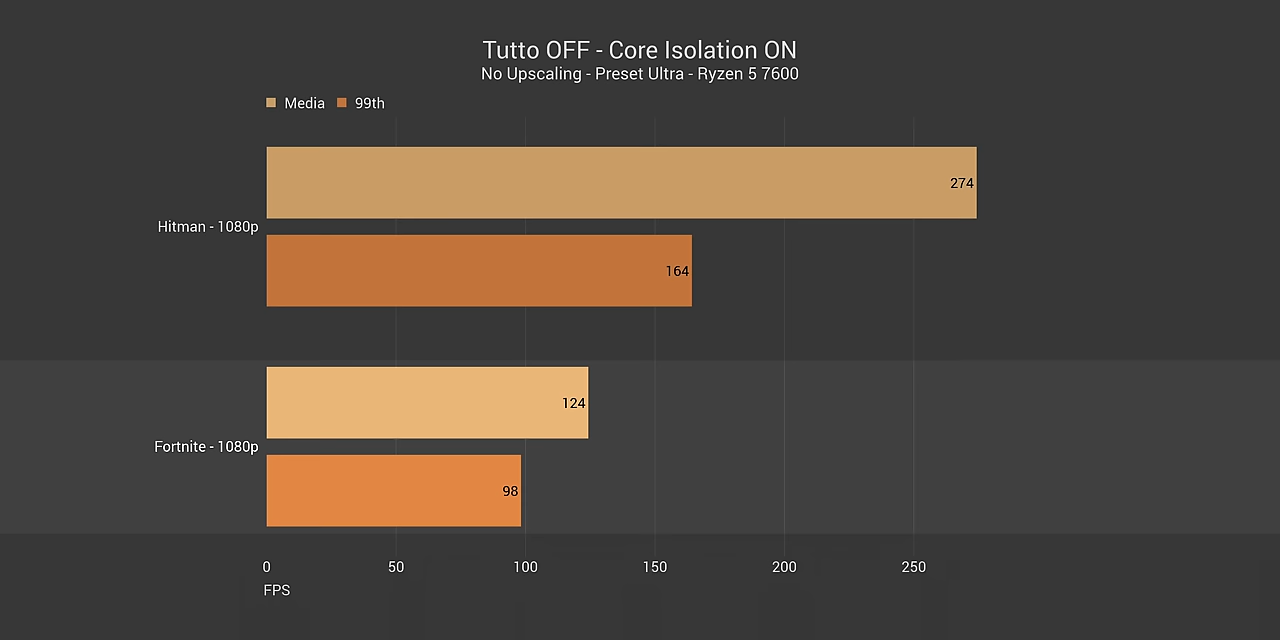 Tutto OFF - Core Isolation ON
No Upscaling - Preset Ultra - Ryzen 5 7600
Media 99th
274
Hitman - 1080p
164
124
Fortnite - 1080p
98
0 50 100 150 200 250
FPS